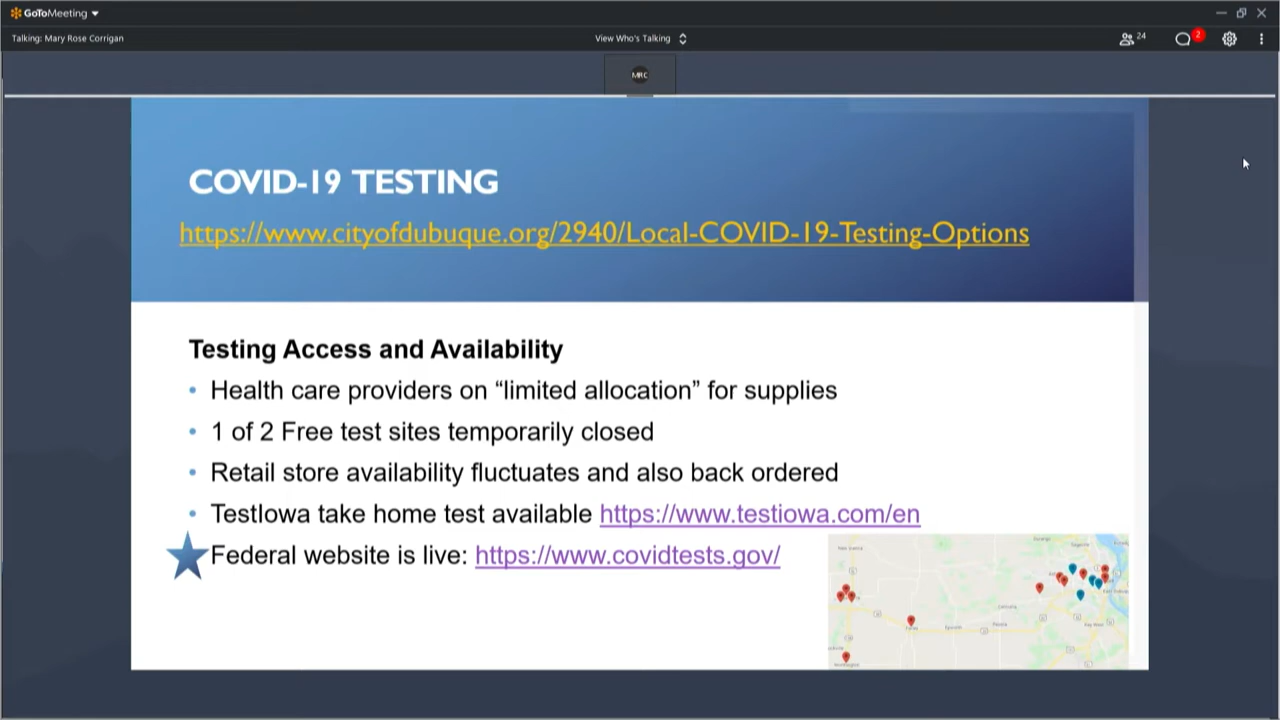 GoToMeeting
Talking: Mary Rose Corrigan
View Who's Talking
24
2
MRC
COVID-19 TESTING
https://www.cityofdubuque.org/2940/Local-COVID-19-Testing-Options
Testing Access and Availability
• Health care providers on “limited allocation” for supplies
• 1 of 2 Free test sites temporarily closed
• Retail store availability fluctuates and also back ordered
• TestIowa take home test available https://www.testiowa.com/en
Federal website is live: https://www.covidtests.gov/